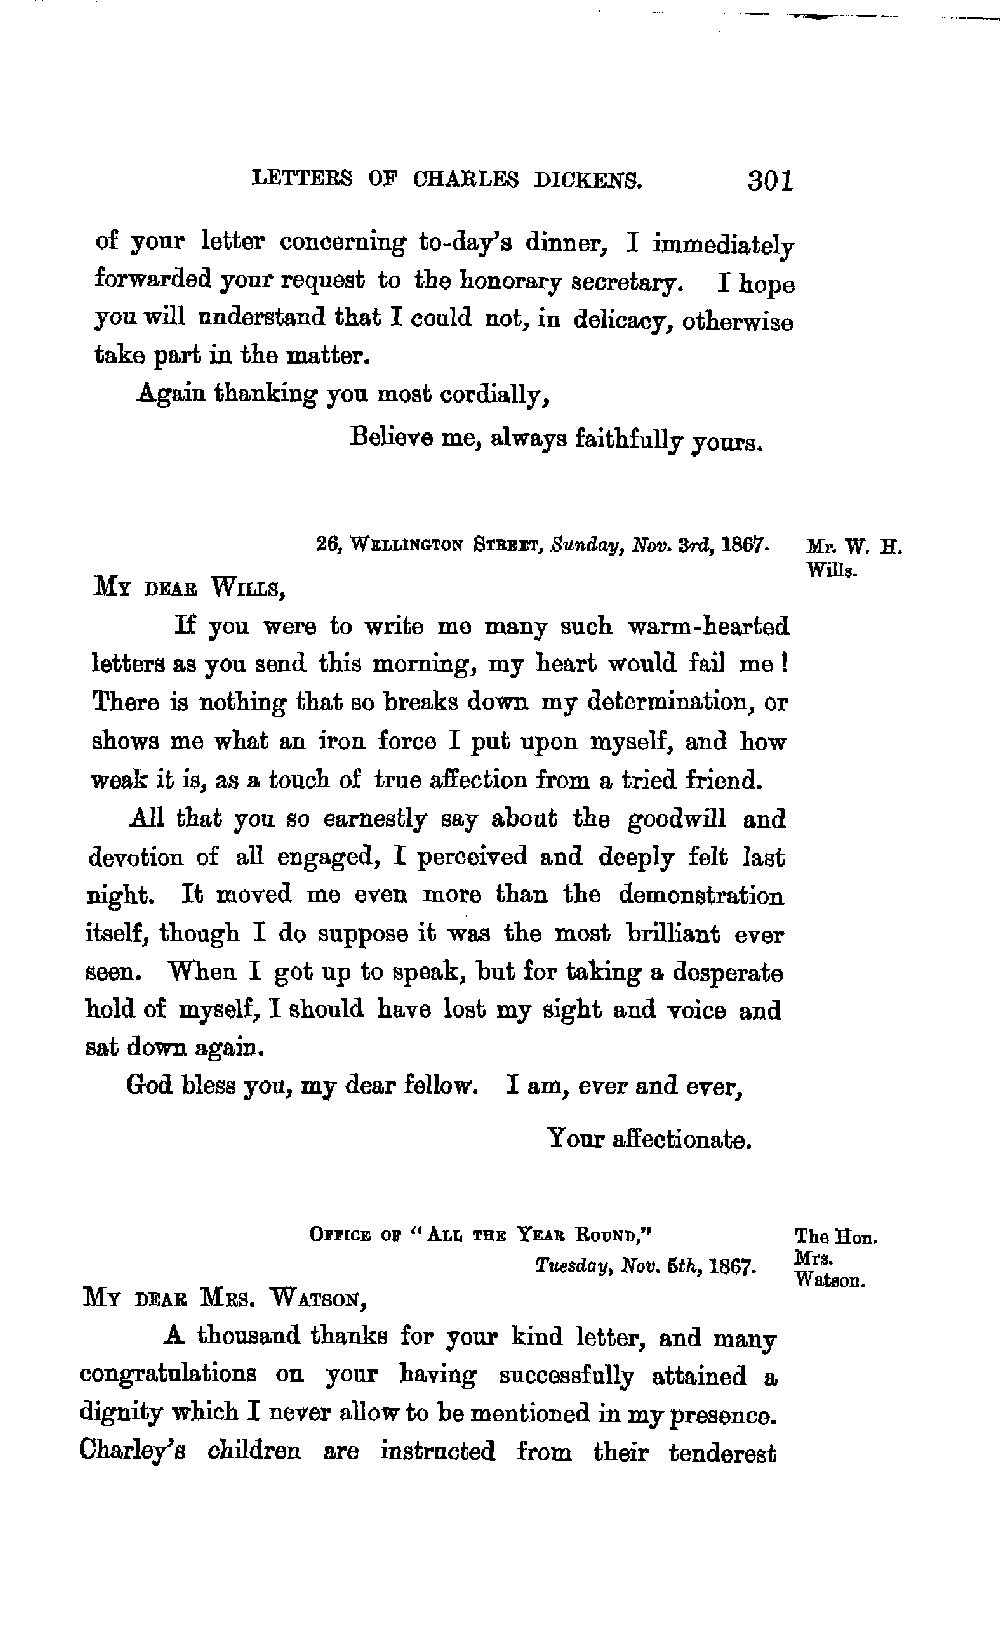 LETTERS OF CHARLES DICKENS. 301
of your letter concerning to-day's dinner, I immediately
forwarded your request to the honorary secretary. I hope
you will understand that I could not, in delicacy, otherwise
take part in the matter.
Again thanking you most cordially,
Believe me, always faithfully yours.
26, WELLINGTON STREET, Sunday, Nov. 3rd, 1867.
Mr. W. H.
Wills.
MY DEAR WILLS,
If you were to write me many such warm-hearted
letters as you send this morning, my heart would fail me!
There is nothing that so breaks down my determination, or
shows me what an iron force I put upon myself, and how
weak it is, as a touch of true affection from a tried friend.
All that you so earnestly say about the goodwill and
devotion of all engaged, I perceived and deeply felt last
night. It moved me even more than the demonstration
itself, though I do suppose it was the most brilliant ever
seen. When I got up to speak, but for taking a desperate
hold of myself, I should have lost my sight and voice and
sat down again.
God bless you, my dear fellow. I am, ever and ever,
Your affectionate.
OFFICE OF "ALL THE YEAR ROUND,"
Tuesday, Nov. 5th, 1867.
The Hon.
Mrs.
Watson.
MY DEAR MRS. WATSON,
A thousand thanks for your kind letter, and many
congratulations on your having successfully attained a
dignity which I never allow to be mentioned in my presence.
Charley's children are instructed from their tenderest